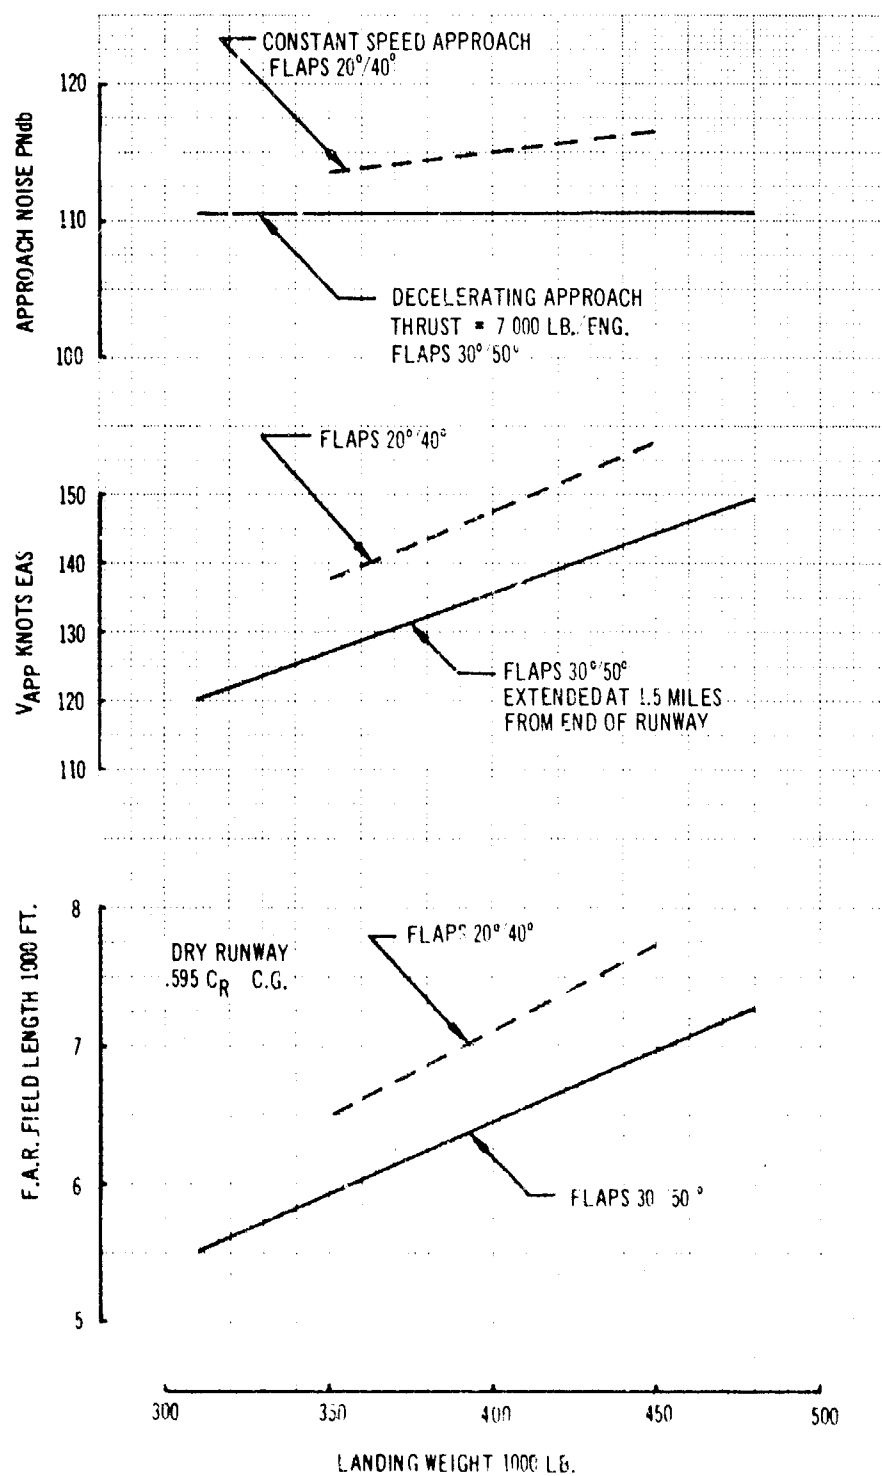 CONSTANT SPEED APPROACH
FLAPS 20°/40°
120
110
100
APPROACH NOISE PNdb
DECELERATING APPROACH
THRUST = 7 000 LB./ENG.
FLAPS 30°/50°
FLAPS 20°/40°
150
140
130
120
110
VAPP KNOTS EAS
FLAPS 30°/50°
EXTENDED AT 1.5 MILES
FROM END OF RUNWAY
8
7
6
5
F.A.R. FIELD LENGTH 1000 FT.
DRY RUNWAY
.595 CR C.G.
FLAPS 20°/40°
FLAPS 30 50°
300 350 400 450 500
LANDING WEIGHT 1000 LB.